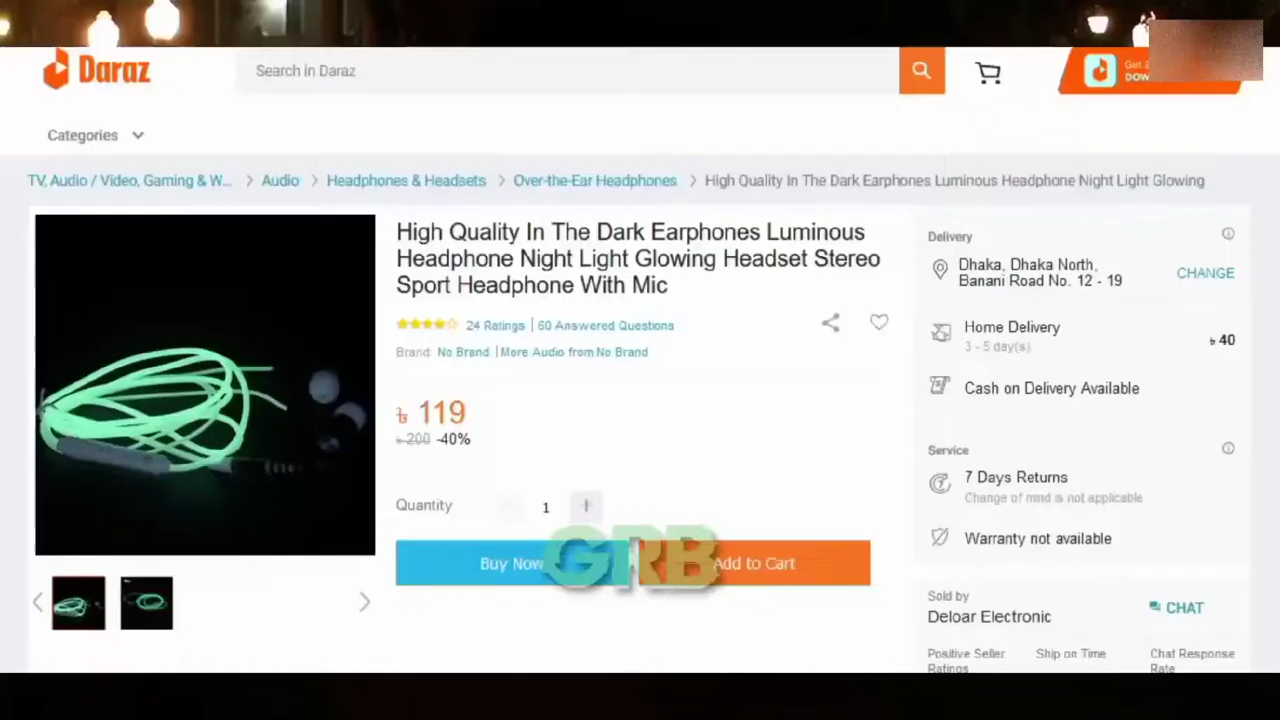 Daraz
Search in Daraz
Categories
TV, Audio / Video, Gaming & W... > Audio > Headphones & Headsets > Over-the-Ear Headphones > High Quality In The Dark Earphones Luminous Headphone Night Light Glowing
High Quality In The Dark Earphones Luminous
Headphone Night Light Glowing Headset Stereo
Sport Headphone With Mic
24 Ratings | 60 Answered Questions
Brand: No Brand | More Audio from No Brand
৳ 119
৳ 200 -40%
Quantity 1 +
Buy Now Add to Cart
GRB
Delivery
Dhaka, Dhaka North,
Banani Road No. 12 - 19
CHANGE
Home Delivery
3 - 5 day(s)
৳ 40
Cash on Delivery Available
Service
7 Days Returns
Change of mind is not applicable
Warranty not available
Sold by
Deloar Electronic
CHAT
Positive Seller
Ratings
Ship on Time
Chat Response
Rate